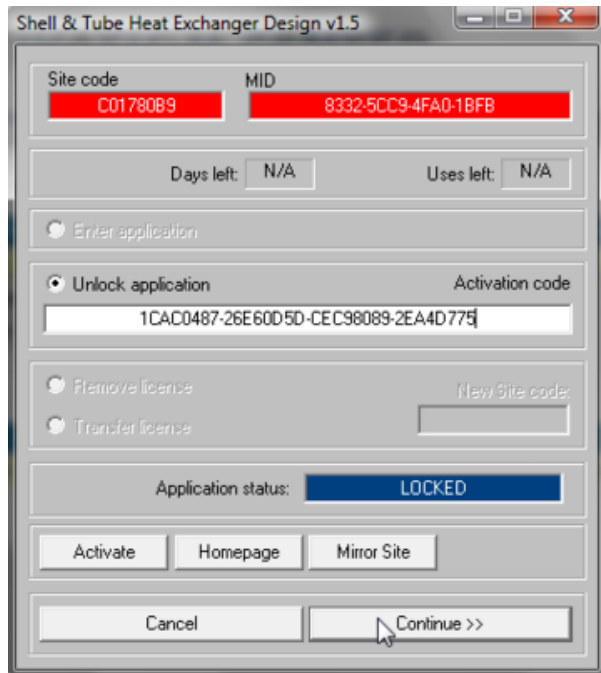 Shell & Tube Heat Exchanger Design v1.5
Site code MID
C01780B9 8332-5CC9-4FA0-1BFB
Days left: N/A Uses left: N/A
Enter application
Unlock application Activation code
1CAC0487-26E60D5D-CEC98089-2EA4D775
Remove license New Site code:
Transfer license
Application status: LOCKED
Activate Homepage Mirror Site
Cancel Continue >>